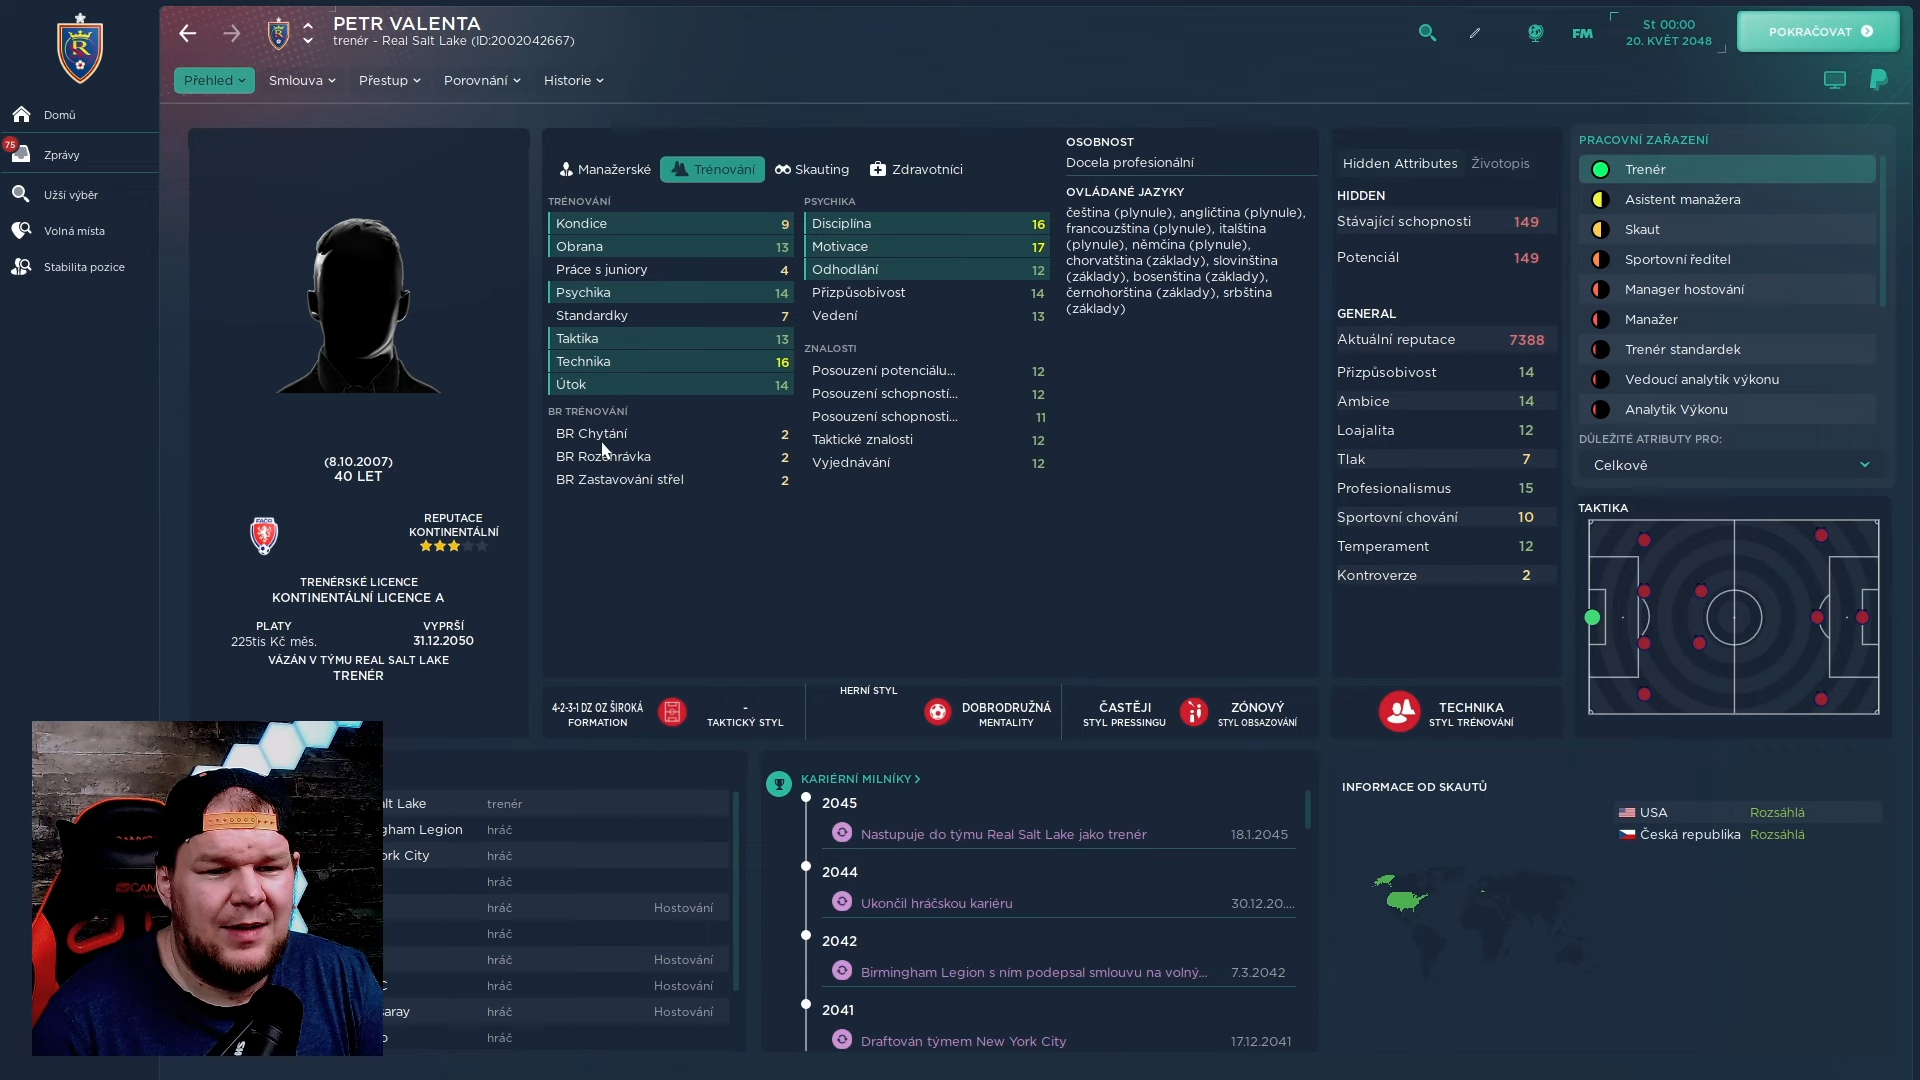 PETR VALENTA
trenér - Real Salt Lake (ID:2002042667)
FM
St 00:00
20. KVĚT 2048
POKRAČOVAT
Přehled
Smlouva
Přestup
Porovnání
Historie
Domů
75
Zprávy
Užší výběr
Volná místa
Stabilita pozice
(8.10.2007)
40 LET
REPUTACE
KONTINENTÁLNÍ
TRENÉRSKÉ LICENCE
KONTINENTÁLNÍ LICENCE A
PLATY
225tis Kč měs.
VYPRŠÍ
31.12.2050
VÁZÁN V TÝMU REAL SALT LAKE
TRENÉR
Manažerské
Trénování
Skauting
Zdravotníci
TRÉNOVÁNÍ
Kondice 9
Obrana 13
Práce s juniory 4
Psychika 14
Standardky 7
Taktika 13
Technika 16
Útok 14
BR TRÉNOVÁNÍ
BR Chytání 2
BR Rozehrávka 2
BR Zastavování střel 2
PSYCHIKA
Disciplína 16
Motivace 17
Odhodlání 12
Přizpůsobivost 14
Vedení 13
ZNALOSTI
Posouzení potenciálu... 12
Posouzení schopností... 12
Posouzení schopnosti... 11
Taktické znalosti 12
Vyjednávání 12
OSOBNOST
Docela profesionální
OVLÁDANÉ JAZYKY
čeština (plynule), angličtina (plynule),
francouzština (plynule), italština
(plynule), němčina (plynule),
chorvatština (základy), slovinština
(základy), bosenština (základy),
černohorština (základy), srbština
(základy)
Hidden Attributes
Životopis
HIDDEN
Stávající schopnosti 149
Potenciál 149
GENERAL
Aktuální reputace 7388
Přizpůsobivost 14
Ambice 14
Loajalita 12
Tlak 7
Profesionalismus 15
Sportovní chování 10
Temperament 12
Kontroverze 2
PRACOVNÍ ZAŘAZENÍ
Trenér
Asistent manažera
Skaut
Sportovní ředitel
Manager hostování
Manažer
Trenér standardek
Vedoucí analytik výkonu
Analytik Výkonu
DŮLEŽITÉ ATRIBUTY PRO:
Celkově
TAKTIKA
4-2-3-1 DZ OZ ŠIROKÁ
FORMATION
-
TAKTICKÝ STYL
HERNÍ STYL
DOBRODRUŽNÁ
MENTALITY
ČASTĚJI
STYL PRESSINGU
ZÓNOVÝ
STYL OBSAZOVÁNÍ
TECHNIKA
STYL TRÉNOVÁNÍ
alt Lake trenér
gham Legion hráč
ork City hráč
hráč
hráč Hostování
hráč
hráč Hostování
C hráč Hostování
saray hráč Hostování
hráč
KARIÉRNÍ MILNÍKY
2045
Nastupuje do týmu Real Salt Lake jako trenér 18.1.2045
2044
Ukončil hráčskou kariéru 30.12.20....
2042
Birmingham Legion s ním podepsal smlouvu na volný... 7.3.2042
2041
Draftován týmem New York City 17.12.2041
INFORMACE OD SKAUTŮ
USA Rozsáhlá
Česká republika Rozsáhlá